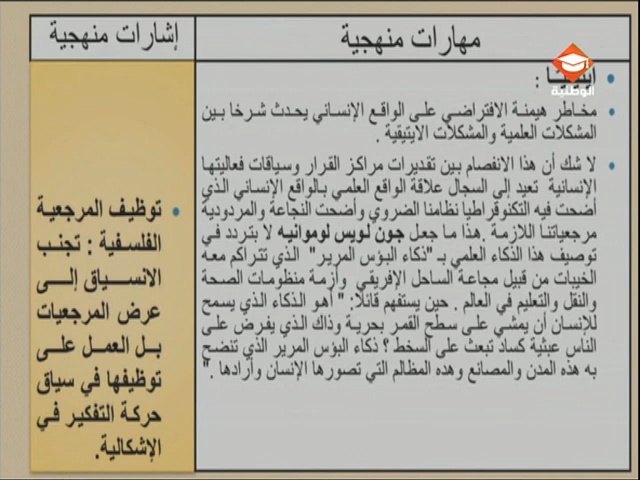 مهارات منهجية
إشارات منهجية
الوطنية
مخاطر هيمنة الافتراضي على الواقع الإنساني يحدث شرخا بين
المشكلات العلمية والمشكلات الايتيقية .
لا شك أن هذا الانفصام بين تقديرات مراكز القرار وسياقات فعاليتها
الإنسانية تعيد إلى السجال علاقة الواقع العلمي بالواقع الإنساني الذي
أضحت فيه التكنوقراطيا نظامنا الضروي وأضحت النجاعة والمردودية
مرجعياتنا اللازمة .هذا ما جعل جون لويس لوموانيه لا يتردد في
توصيف هذا الذكاء العلمي بـ "ذكاء البؤس المرير" الذي تتراكم معه
الخيبات من قبيل مجاعة الساحل الإفريقي وأزمة منظومات الصحة
والنقل والتعليم في العالم . حين يستفهم قائلا: " أهو الذكاء الذي يسمح
للإنسان أن يمشي على سطح القمر بحرية وذاك الذي يفرض على
الناس عبثية كساد تبعث على السخط ؟ ذكاء البؤس المرير الذي تنضح
به هذه المدن والمصانع وهذه المظالم التي تصورها الإنسان وأرادها ."
توظيف المرجعية
الفلسفية : تجنب
الانسياق إلى
عرض المرجعيات
بل العمل على
توظيفها في سياق
حركة التفكير في
الإشكالية.